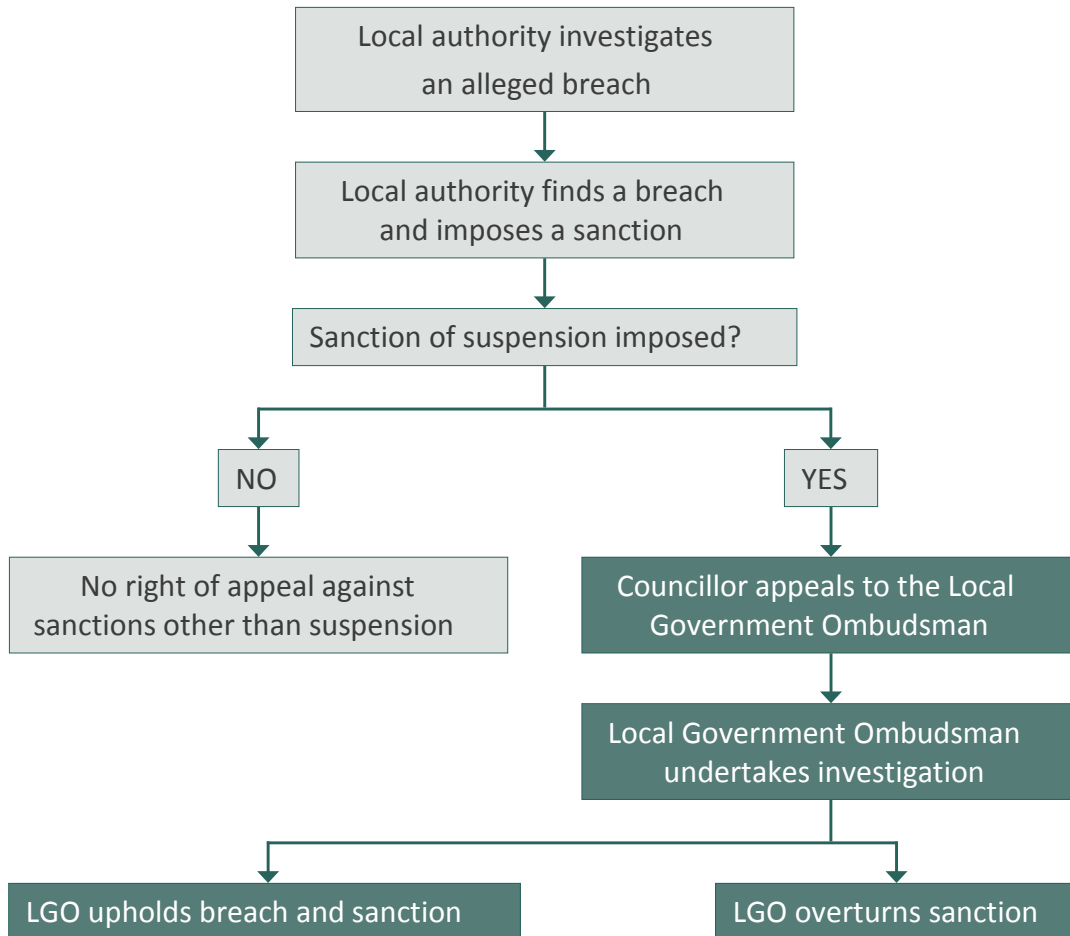 Local authority investigates
an alleged breach
Local authority finds a breach
and imposes a sanction
Sanction of suspension imposed?
NO
YES
No right of appeal against
sanctions other than suspension
Councillor appeals to the Local
Government Ombudsman
Local Government Ombudsman
undertakes investigation
LGO upholds breach and sanction
LGO overturns sanction